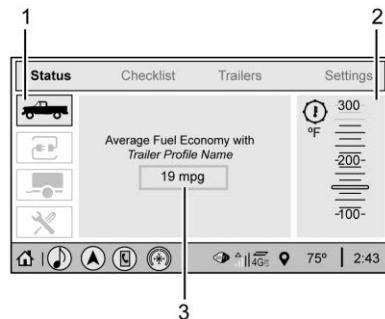 1
2
Status Checklist Trailers Settings
300
°F
200
100
Average Fuel Economy with
Trailer Profile Name
19 mpg
4G
75° 2:43
3